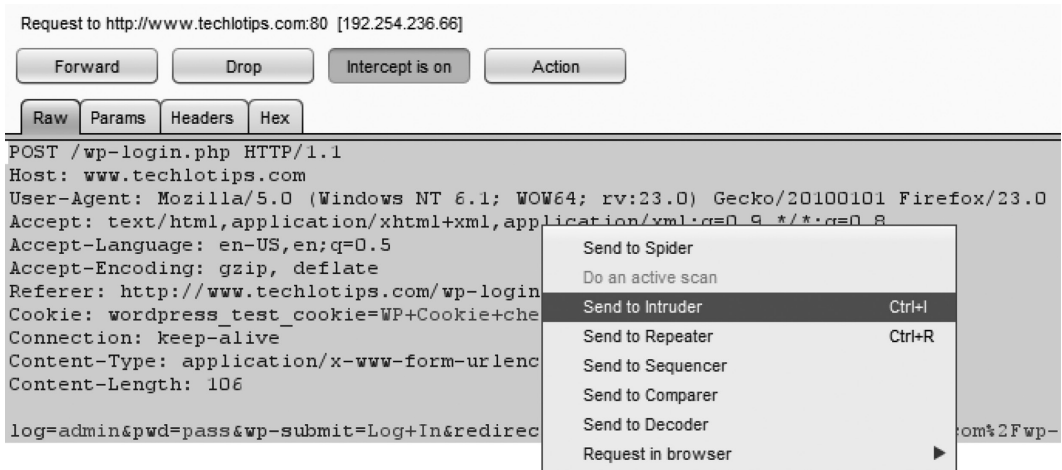 Request to http://www.techlotips.com:80 [192.254.236.66]
Forward Drop Intercept is on Action
Raw Params Headers Hex
POST /wp-login.php HTTP/1.1
Host: www.techlotips.com
User-Agent: Mozilla/5.0 (Windows NT 6.1; WOW64; rv:23.0) Gecko/20100101 Firefox/23.0
Accept: text/html,application/xhtml+xml,application/xml;q=0.9,*/*;q=0.8
Accept-Language: en-US,en;q=0.5
Accept-Encoding: gzip, deflate
Referer: http://www.techlotips.com/wp-login
Cookie: wordpress_test_cookie=WP+Cookie+che
Connection: keep-alive
Content-Type: application/x-www-form-urlenc
Content-Length: 106
log=admin&pwd=pass&wp-submit=Log+In&redirec om%2Fwp-
Send to Spider
Do an active scan
Send to Intruder Ctrl+I
Send to Repeater Ctrl+R
Send to Sequencer
Send to Comparer
Send to Decoder
Request in browser